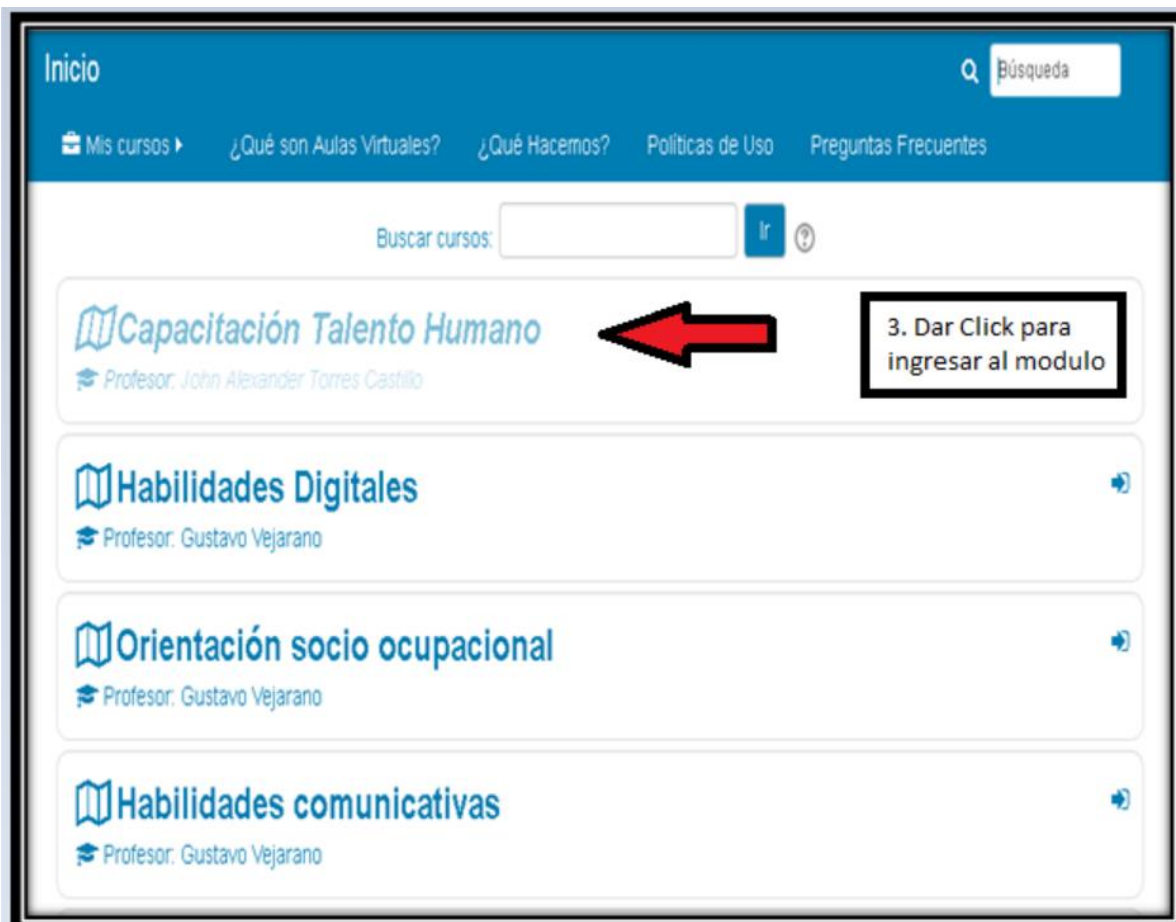 Inicio
Búsqueda
Mis cursos
¿Qué son Aulas Virtuales?
¿Qué Hacemos?
Políticas de Uso
Preguntas Frecuentes
Buscar cursos:
Ir
?
Capacitación Talento Humano
Profesor: John Alexander Torres Castillo
3. Dar Click para
ingresar al modulo
Habilidades Digitales
Profesor: Gustavo Vejarano
Orientación socio ocupacional
Profesor: Gustavo Vejarano
Habilidades comunicativas
Profesor: Gustavo Vejarano